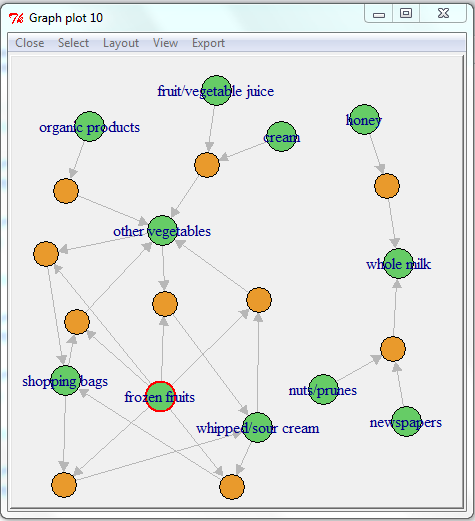 Graph plot 10
Close Select Layout View Export
fruit/vegetable juice
organic products
cream
honey
other vegetables
whole milk
shopping bags
frozen fruits
nuts/prunes
whipped/sour cream
newspapers